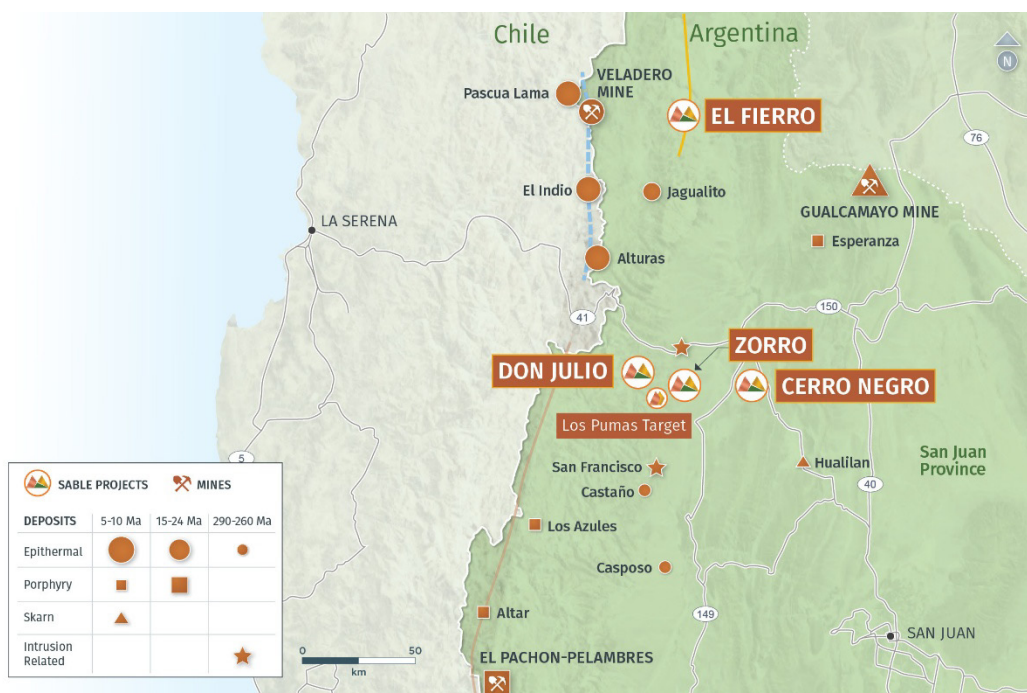 Chile
Argentina
N
Pascua Lama
VELADERO
MINE
EL FIERRO
76
El Indio
Jagualito
GUALCAMAYO MINE
LA SERENA
Esperanza
Alturas
150
41
ZORRO
DON JULIO
CERRO NEGRO
Los Pumas Target
5
San Francisco
Hualilan
San Juan
Province
Castaño
40
Los Azules
Casposo
Altar
149
SAN JUAN
EL PACHON-PELAMBRES
0
50
km
SABLE PROJECTS
MINES
DEPOSITS 5-10 Ma 15-24 Ma 290-260 Ma
Epithermal
Porphyry
Skarn
Intrusion
Related